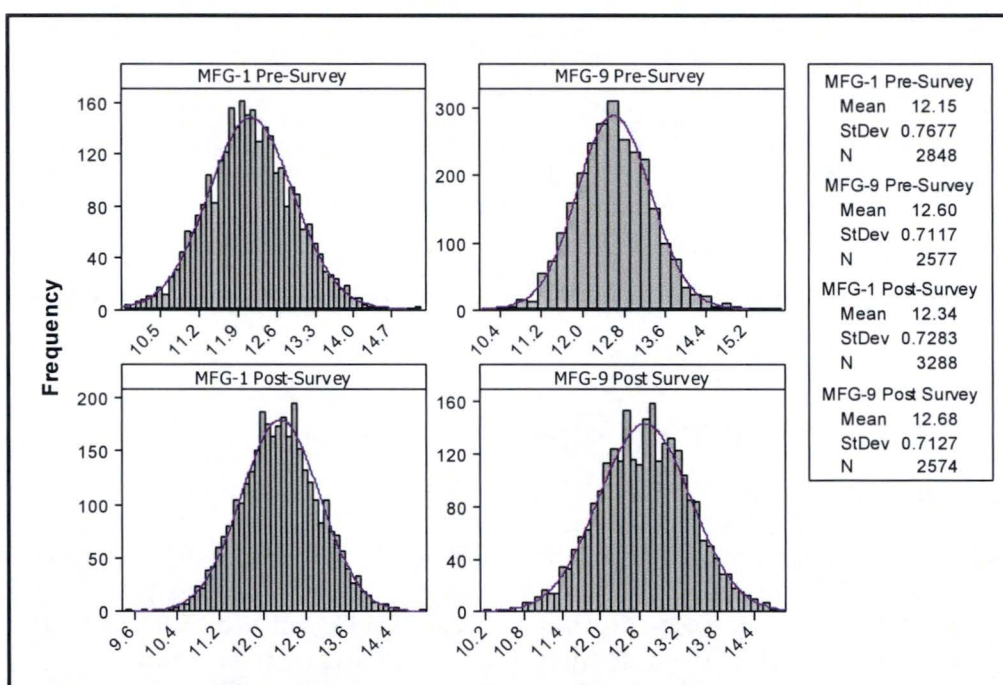 MFG-1 Pre-Survey
160
120
80
40
0
10.5 11.2 11.9 12.6 13.3 14.0 14.7
MFG-9 Pre-Survey
300
200
100
0
10.4 11.2 12.0 12.8 13.6 14.4 15.2
Frequency
MFG-1 Post-Survey
200
150
100
50
0
9.6 10.4 11.2 12.0 12.8 13.6 14.4
MFG-9 Post Survey
160
120
80
40
0
10.2 10.8 11.4 12.0 12.6 13.2 13.8 14.4
MFG-1 Pre-Survey
Mean 12.15
StDev 0.7677
N 2848
MFG-9 Pre-Survey
Mean 12.60
StDev 0.7117
N 2577
MFG-1 Post-Survey
Mean 12.34
StDev 0.7283
N 3288
MFG-9 Post Survey
Mean 12.68
StDev 0.7127
N 2574